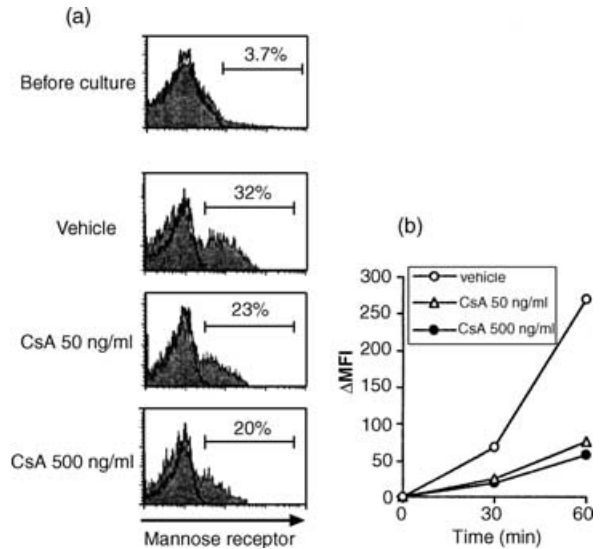 (a)
Before culture
3.7%
Vehicle
32%
CsA 50 ng/ml
23%
CsA 500 ng/ml
20%
Mannose receptor
(b)
ΔMFI
300
250
200
150
100
50
0
vehicle
CsA 50 ng/ml
CsA 500 ng/ml
0 30 60
Time (min)